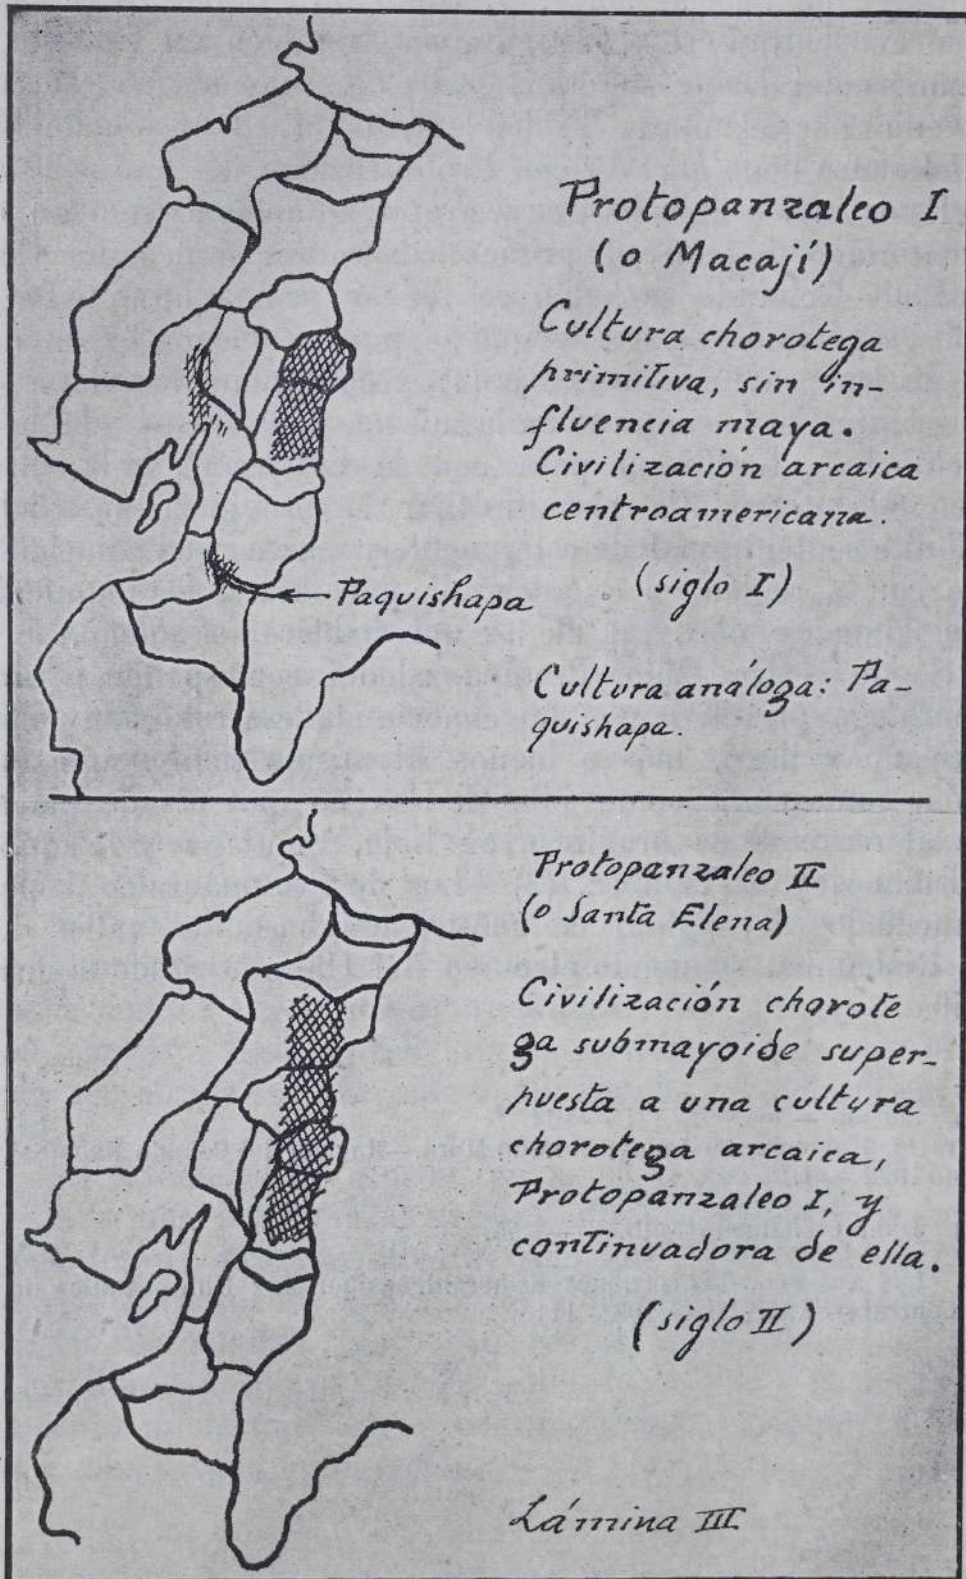 Protopanzaleo I
(o Macají)
Cultura chorotega
primitiva, sin in-
fluencia maya.
Civilización arcaica
centroamericana.
(siglo I)
Paquishapa
Cultura análoga: Pa-
quishapa.
Protopanzaleo II
(o Santa Elena)
Civilización chorote
ga submayoide super-
puesta a una cultura
chorotega arcaica,
Protopanzaleo I, y
continuadora de ella.
(siglo II)
Lámina III